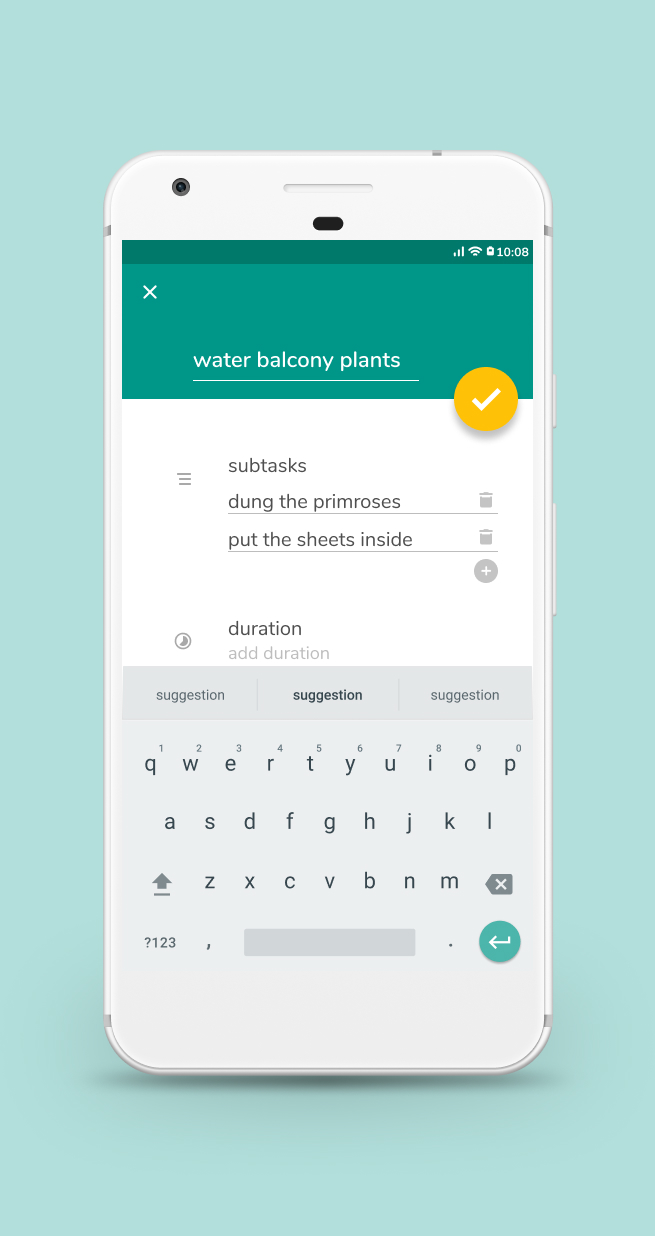 10:08
water balcony plants
subtasks
dung the primroses
put the sheets inside
duration
add duration
suggestion suggestion suggestion
1 2 3 4 5 6 7 8 9 0
q w e r t y u i o p
a s d f g h j k l
z x c v b n m
?123 , .